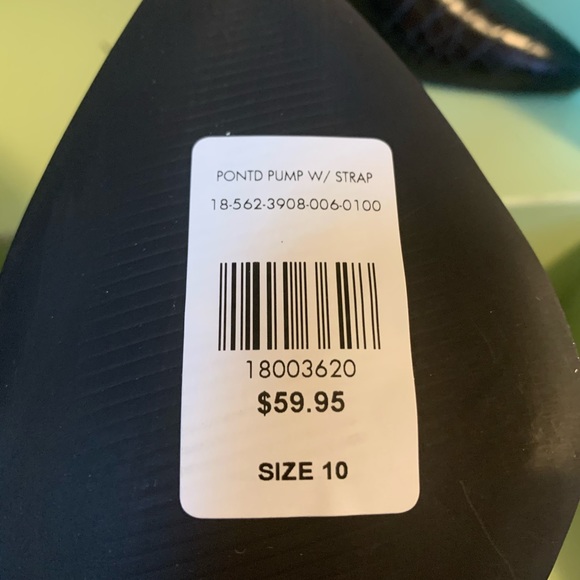 PONTD PUMP W/ STRAP
18-562-3908-006-0100
18003620
$59.95
SIZE 10